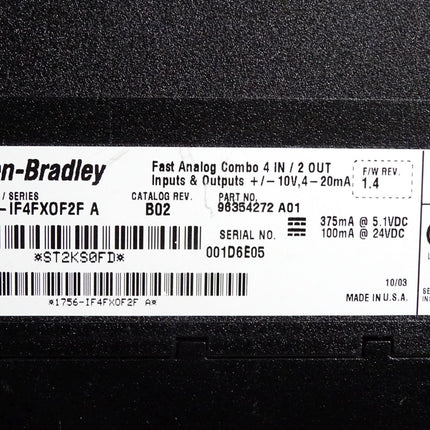 en-Bradley
Fast Analog Combo 4 IN / 2 OUT
Inputs & Outputs +/-10V,4-20mA
F/W REV.
1.4
/ SERIES
CATALOG REV.
PART NO.
-IF4FXOF2F A
B02
96354272 A01
SERIAL NO.
375mA @ 5.1VDC
100mA @ 24VDC
001D6E05
*ST2KS0FD*
10/03
MADE IN U.S.A.
*1756-IF4FXOF2F A*